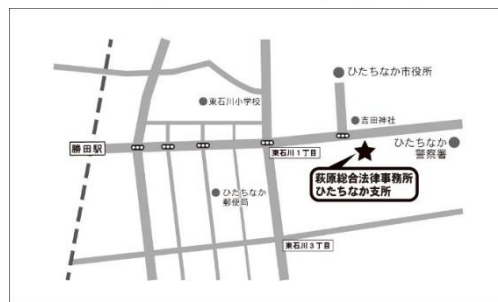 ひたちなか市役所
東石川小学校
吉田神社
勝田駅
東石川1丁目
ひたちなか
警察署
萩原総合法律事務所
ひたちなか支所
ひたちなか
郵便局
東石川3丁目